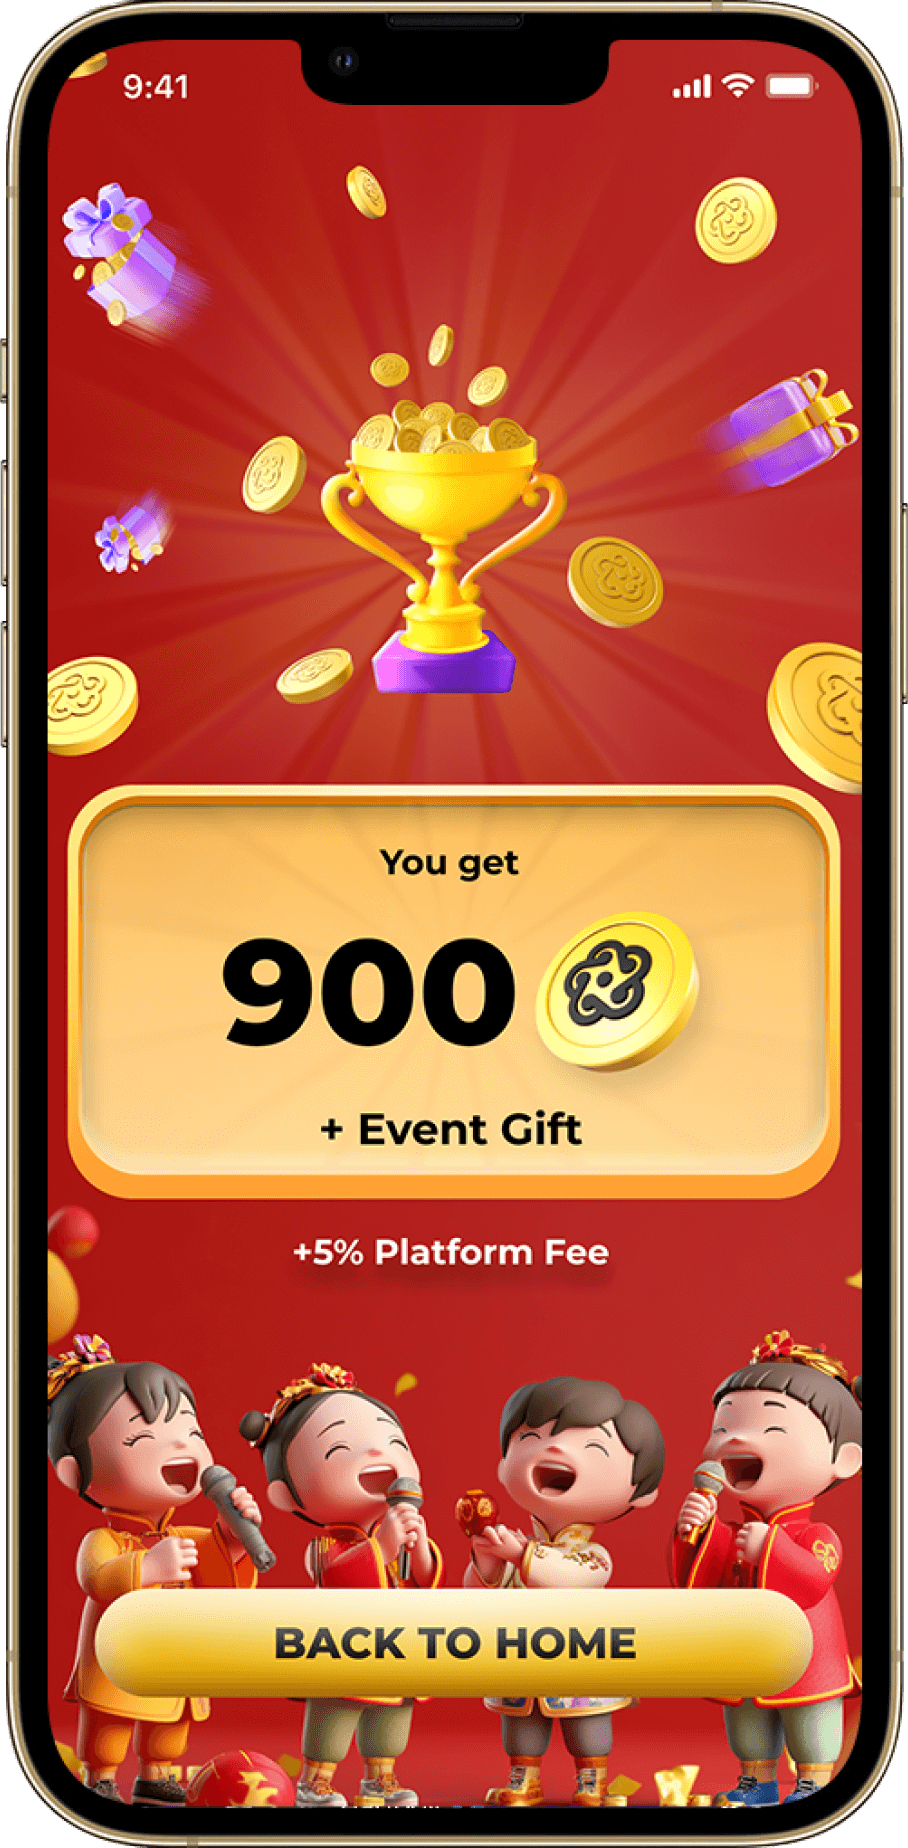 9:41
You get
900
+ Event Gift
+5% Platform Fee
BACK TO HOME